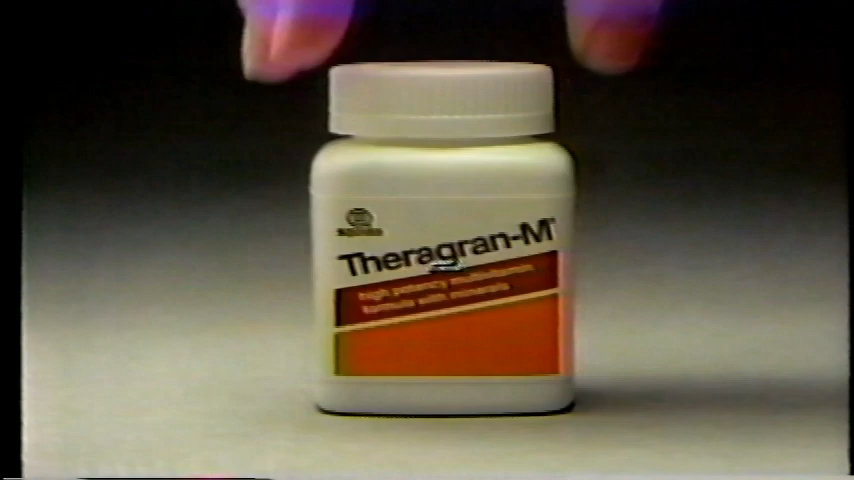 Theragran-M®
high potency multivitamin
formula with minerals